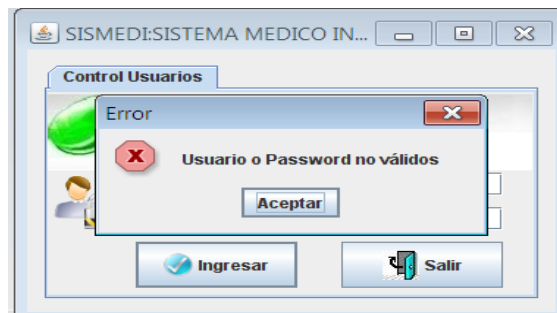 SISMEDI:SISTEMA MEDICO IN...
Control Usuarios
Error
Usuario o Password no válidos
Aceptar
Ingresar
Salir